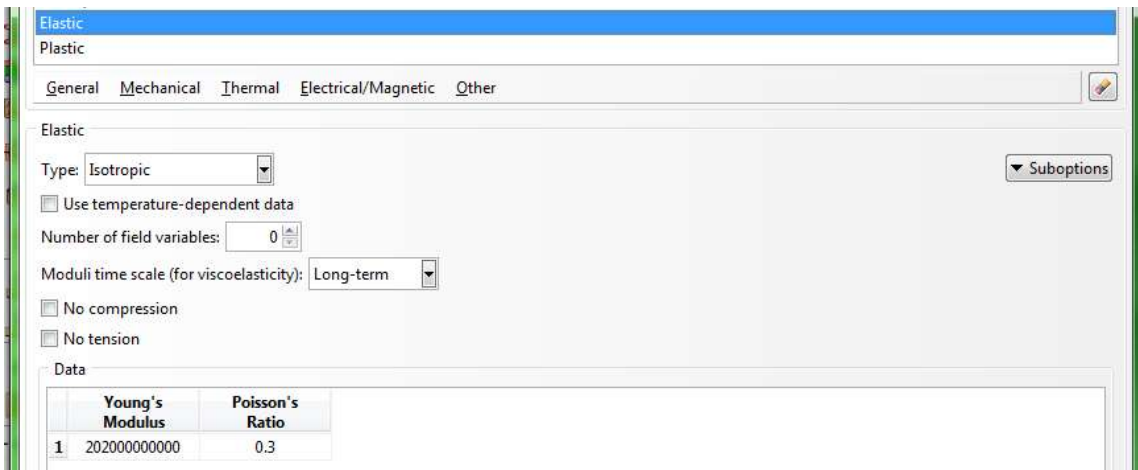 Elastic
Plastic
General Mechanical Thermal Electrical/Magnetic Other
Elastic
Type: Isotropic
Suboptions
Use temperature-dependent data
Number of field variables: 0
Moduli time scale (for viscoelasticity): Long-term
No compression
No tension
Data
Young's Poisson's
Modulus Ratio
1 202000000000 0.3